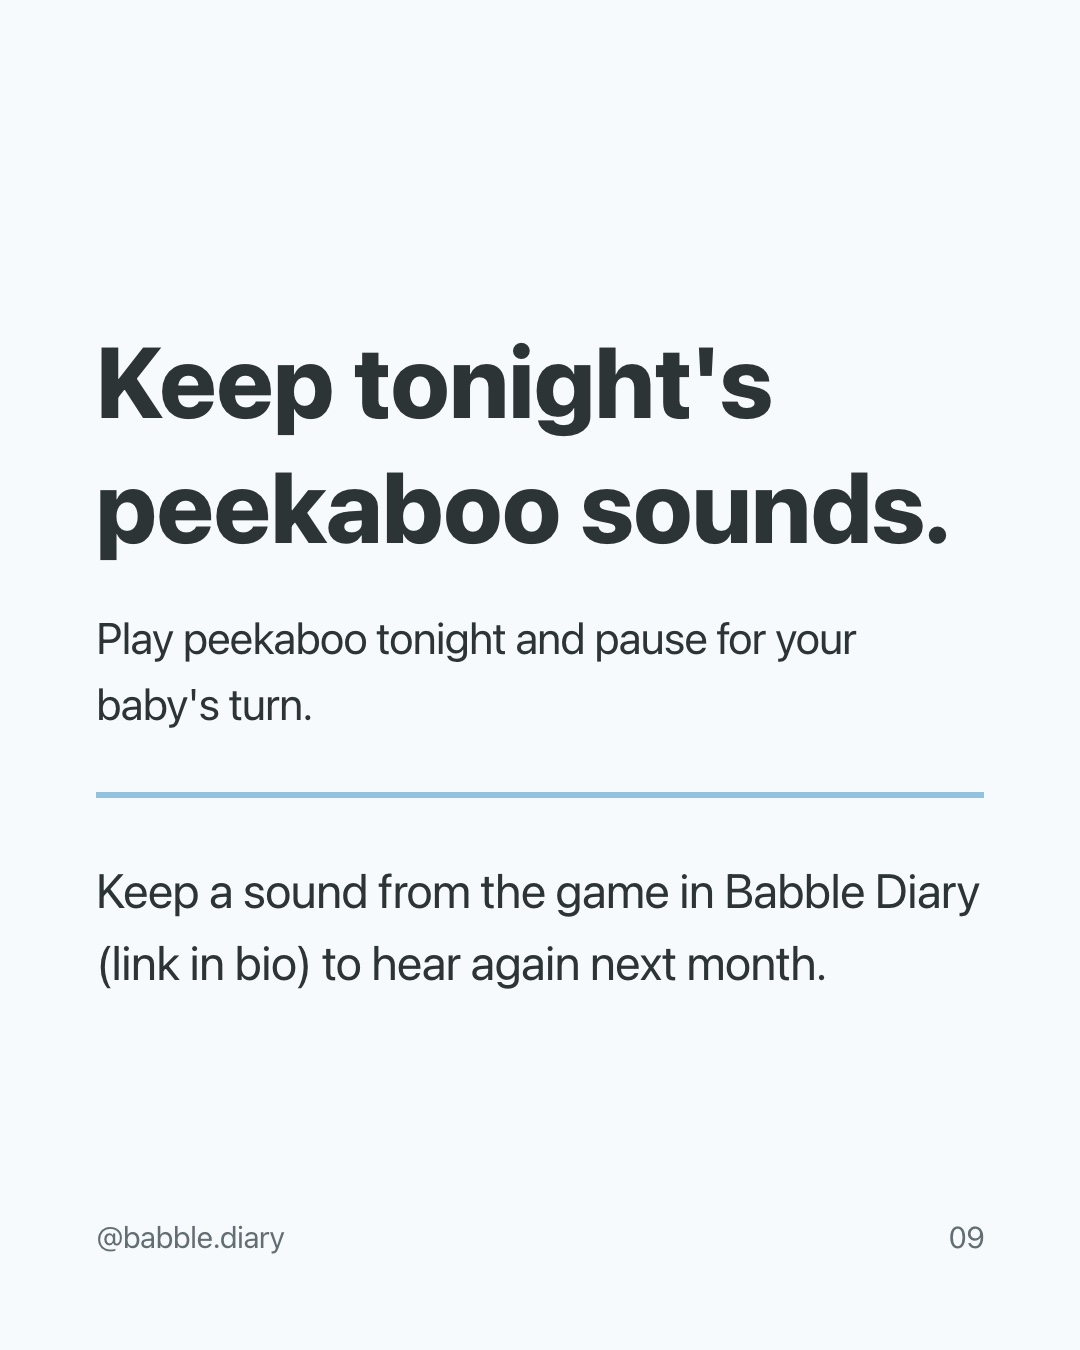 Keep tonight's
peekaboo sounds.
Play peekaboo tonight and pause for your
baby's turn.
Keep a sound from the game in Babble Diary
(link in bio) to hear again next month.
@babble.diary
09